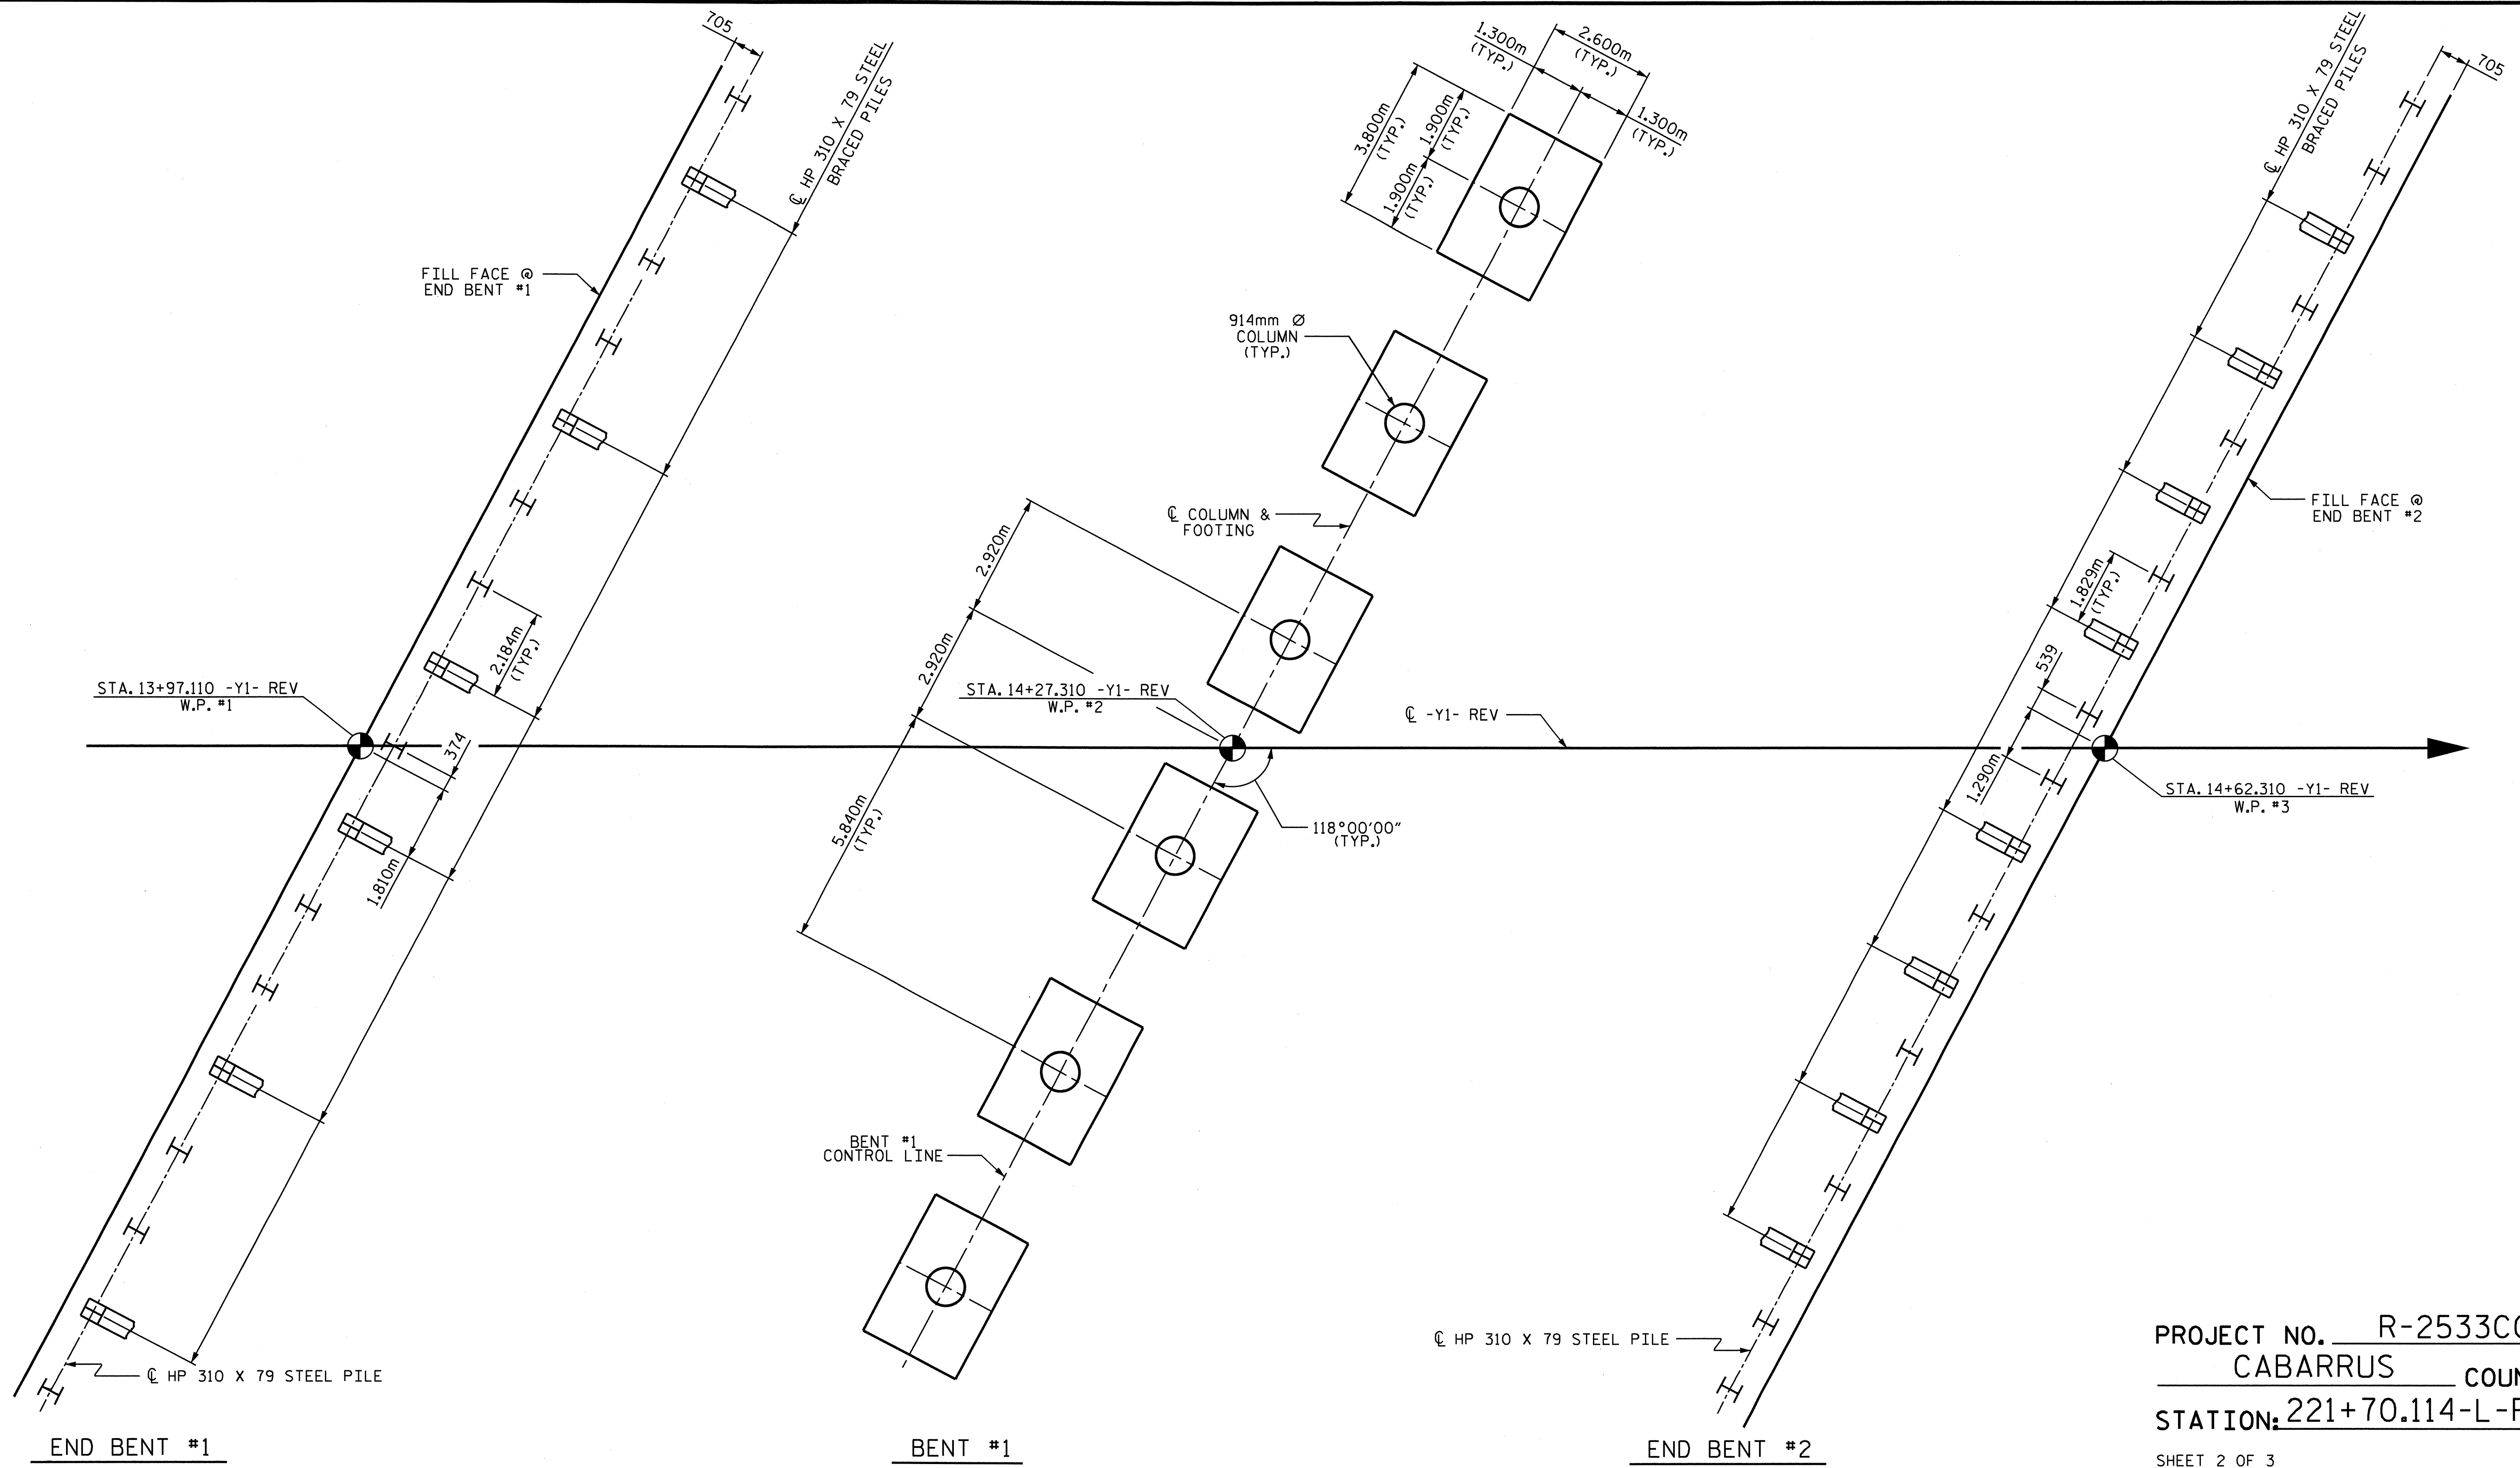 705
℄ HP 310 X 79 STEEL
BRACED PILES
FILL FACE @
END BENT #1
2.184m
(TYP.)
STA. 13+97.110 -Y1- REV
W.P. #1
374
1.810m
℄ HP 310 X 79 STEEL PILE
END BENT #1
1.300m
(TYP.)
2.600m
(TYP.)
1.300m
(TYP.)
3.800m
(TYP.)
1.900m
(TYP.)
1.900m
(TYP.)
914mm Ø
COLUMN
(TYP.)
℄ COLUMN &
FOOTING
2.920m
2.920m
STA. 14+27.310 -Y1- REV
W.P. #2
℄ -Y1- REV
118°00'00"
(TYP.)
5.840m
(TYP.)
BENT #1
CONTROL LINE
BENT #1
℄ HP 310 X 79 STEEL
BRACED PILES
705
FILL FACE @
END BENT #2
1.829m
(TYP.)
539
1.290m
STA. 14+62.310 -Y1- REV
W.P. #3
℄ HP 310 X 79 STEEL PILE
END BENT #2
PROJECT NO. R-2533C
CABARRUS
STATION: 221+70.114-L-
SHEET 2 OF 3